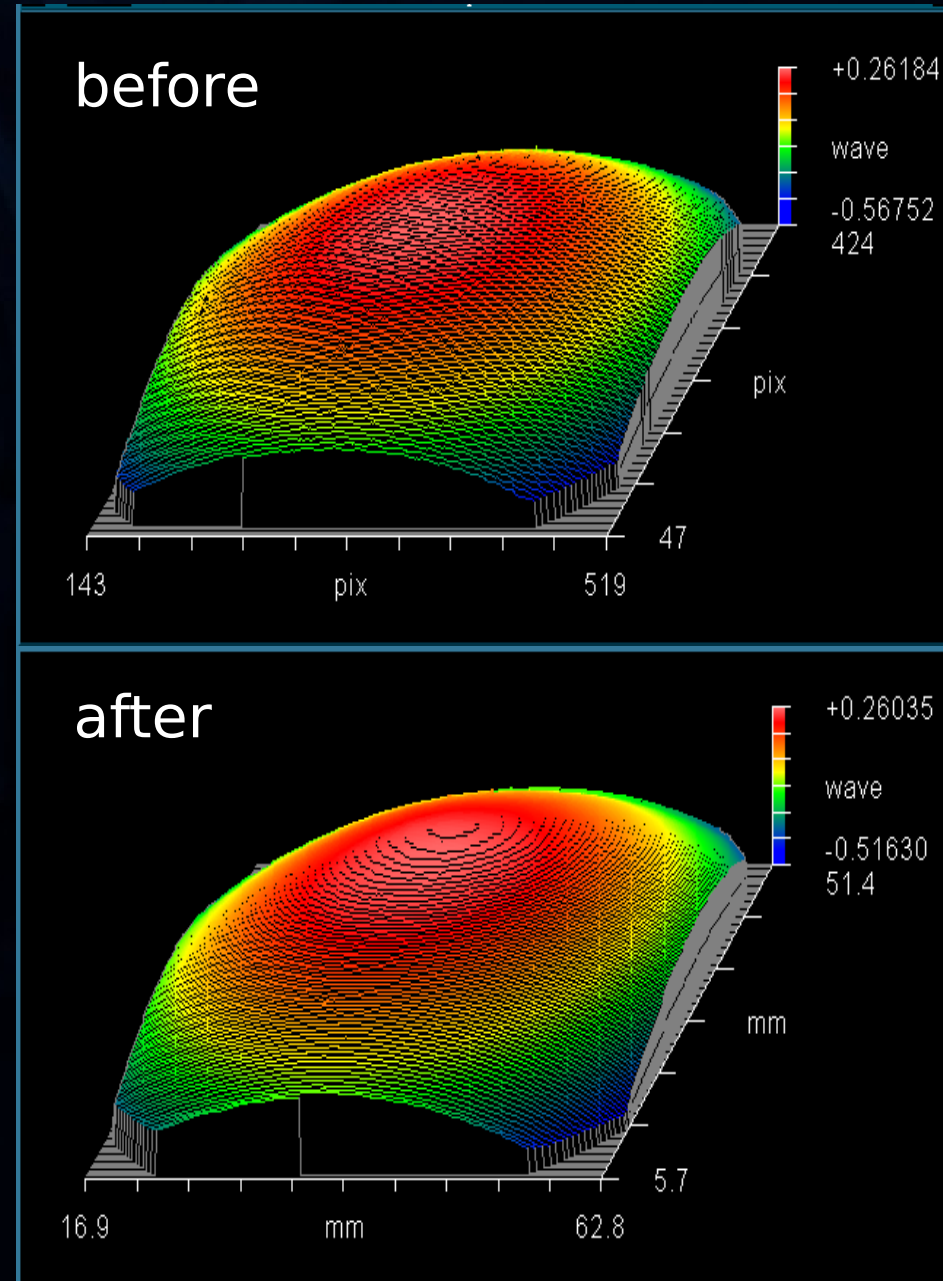 before
+0.26184
wave
-0.56752
424
pix
47
143 pix 519
after
+0.26035
wave
-0.51630
51.4
mm
5.7
16.9 mm 62.8